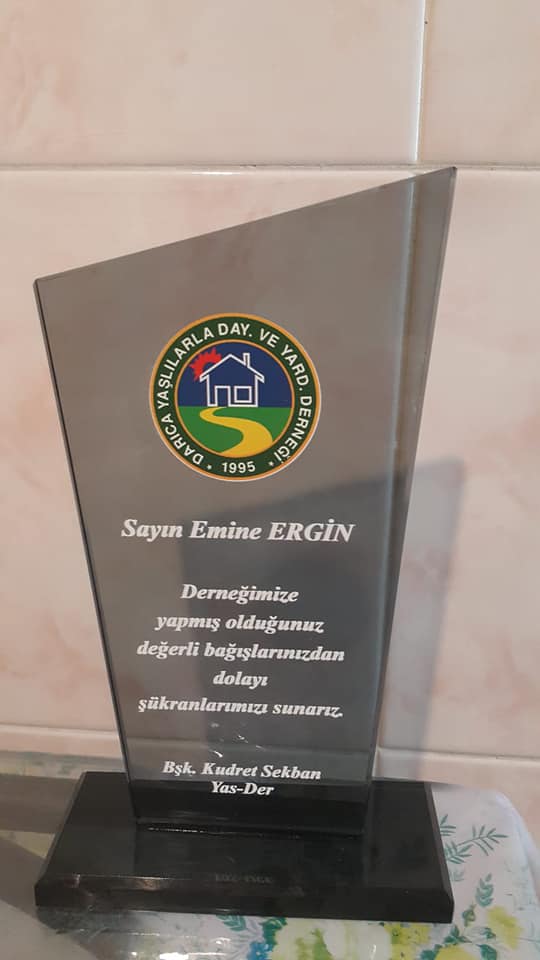 DARICA YAŞLILARLA DAY. VE YARD. DERNEĞİ
* 1995 *
Sayın Emine ERGİN
Derneğimize
yapmış olduğunuz
değerli bağışlarınızdan
dolayı
şükranlarımızı sunarız.
Bşk. Kudret Sekban
Yas-Der